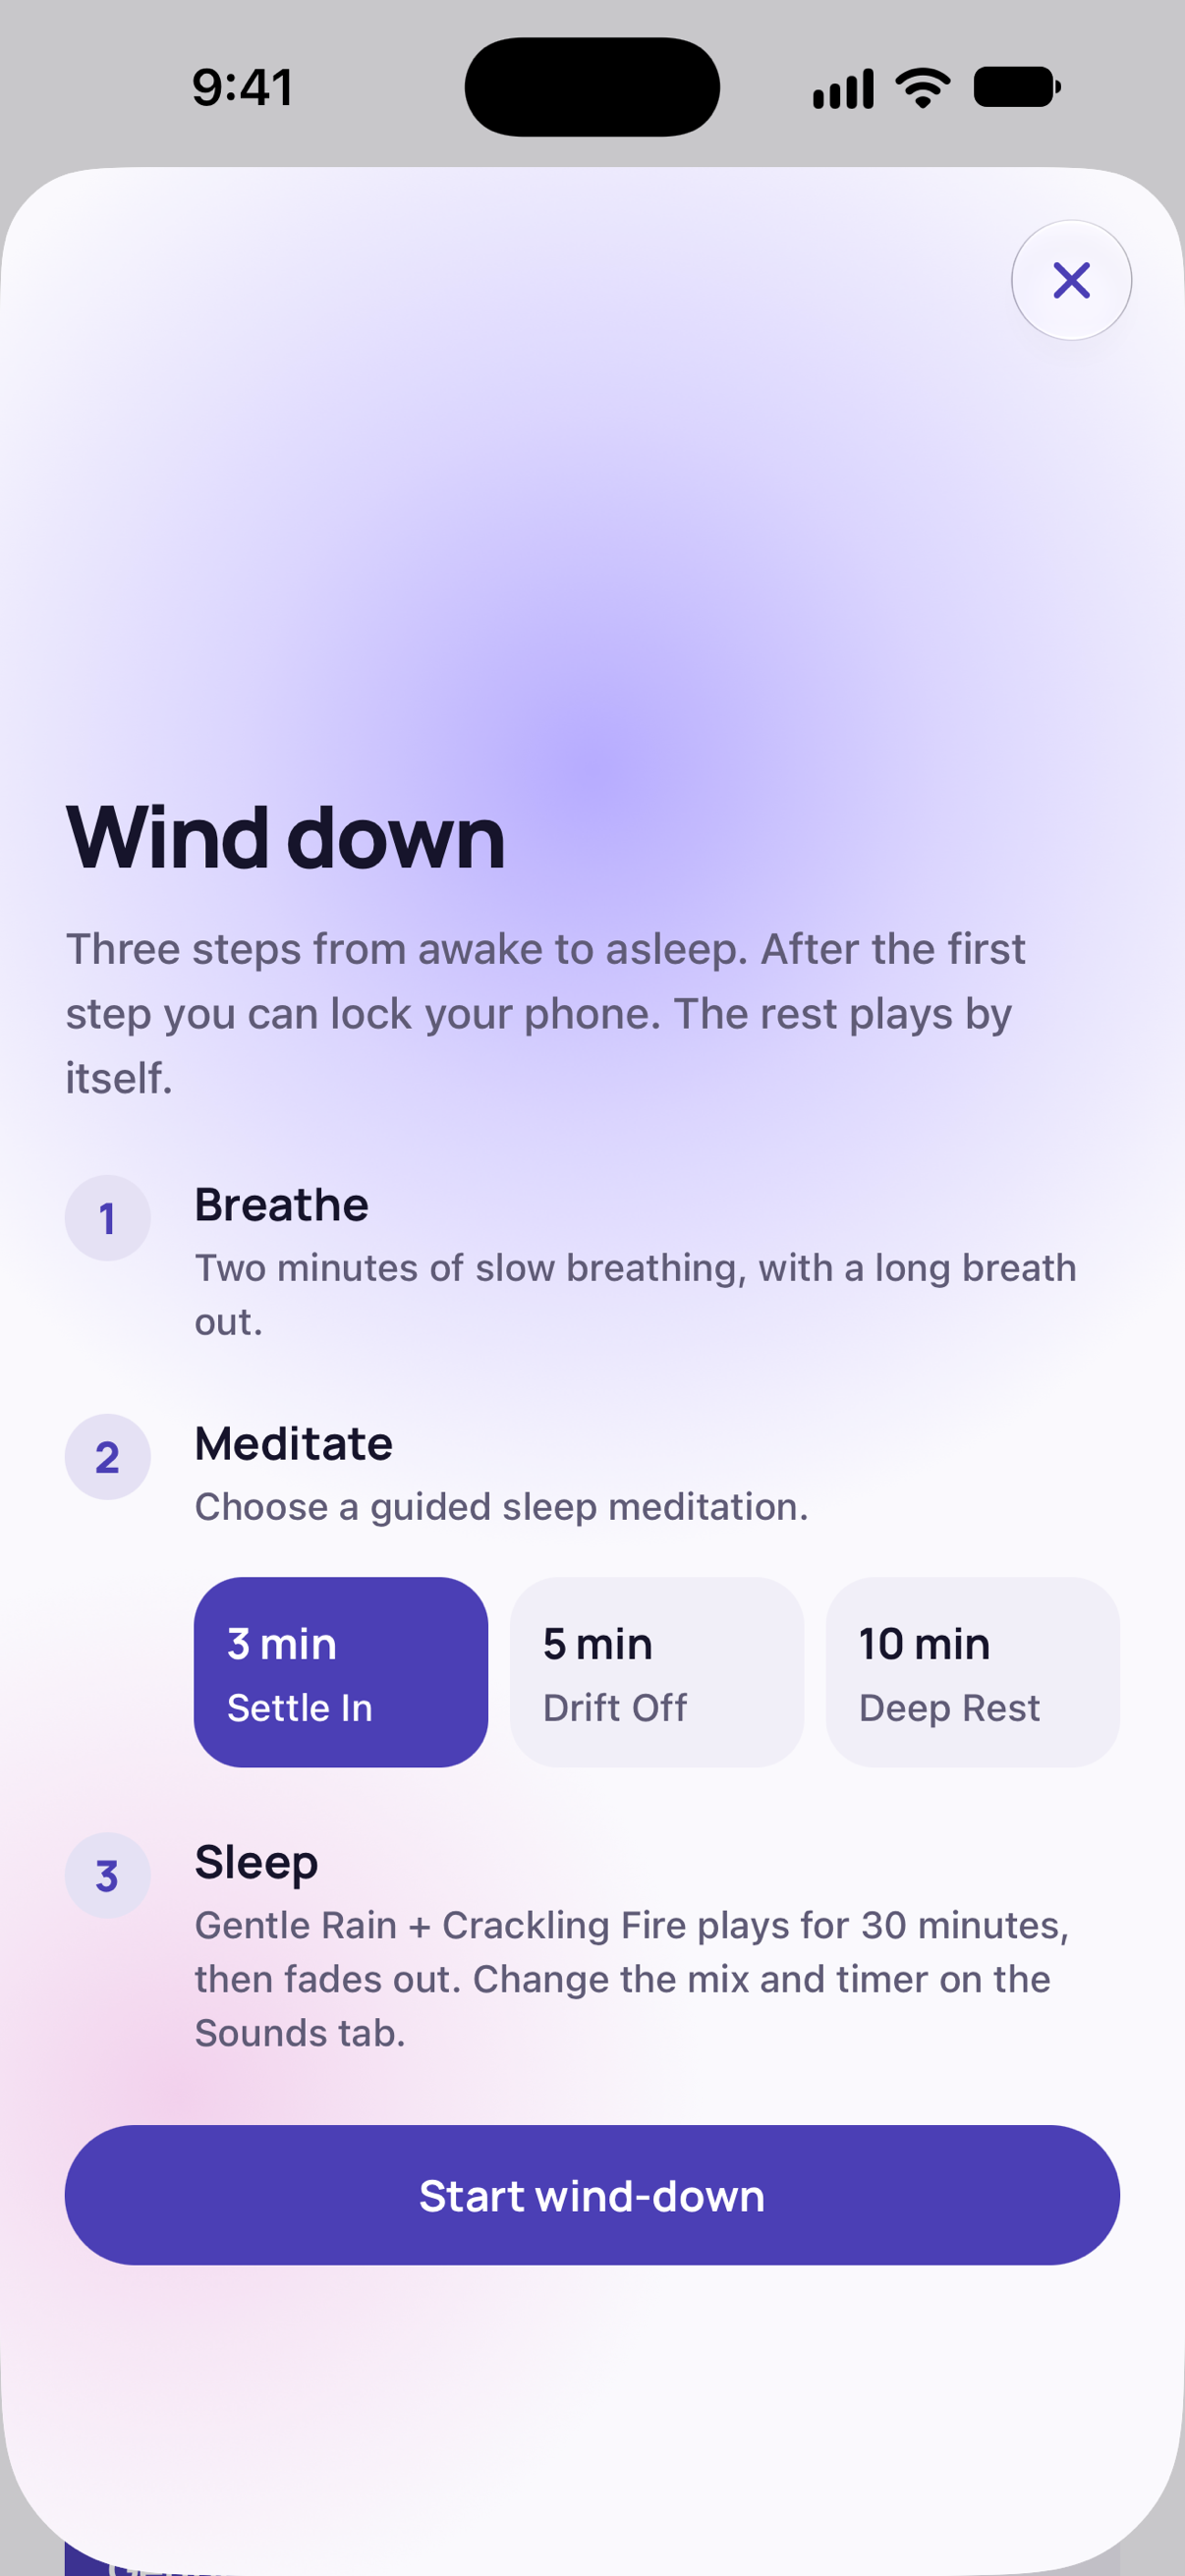 9:41
Wind down
Three steps from awake to asleep. After the first
step you can lock your phone. The rest plays by
itself.
1
Breathe
Two minutes of slow breathing, with a long breath
out.
2
Meditate
Choose a guided sleep meditation.
3 min
Settle In
5 min
Drift Off
10 min
Deep Rest
3
Sleep
Gentle Rain + Crackling Fire plays for 30 minutes,
then fades out. Change the mix and timer on the
Sounds tab.
Start wind-down